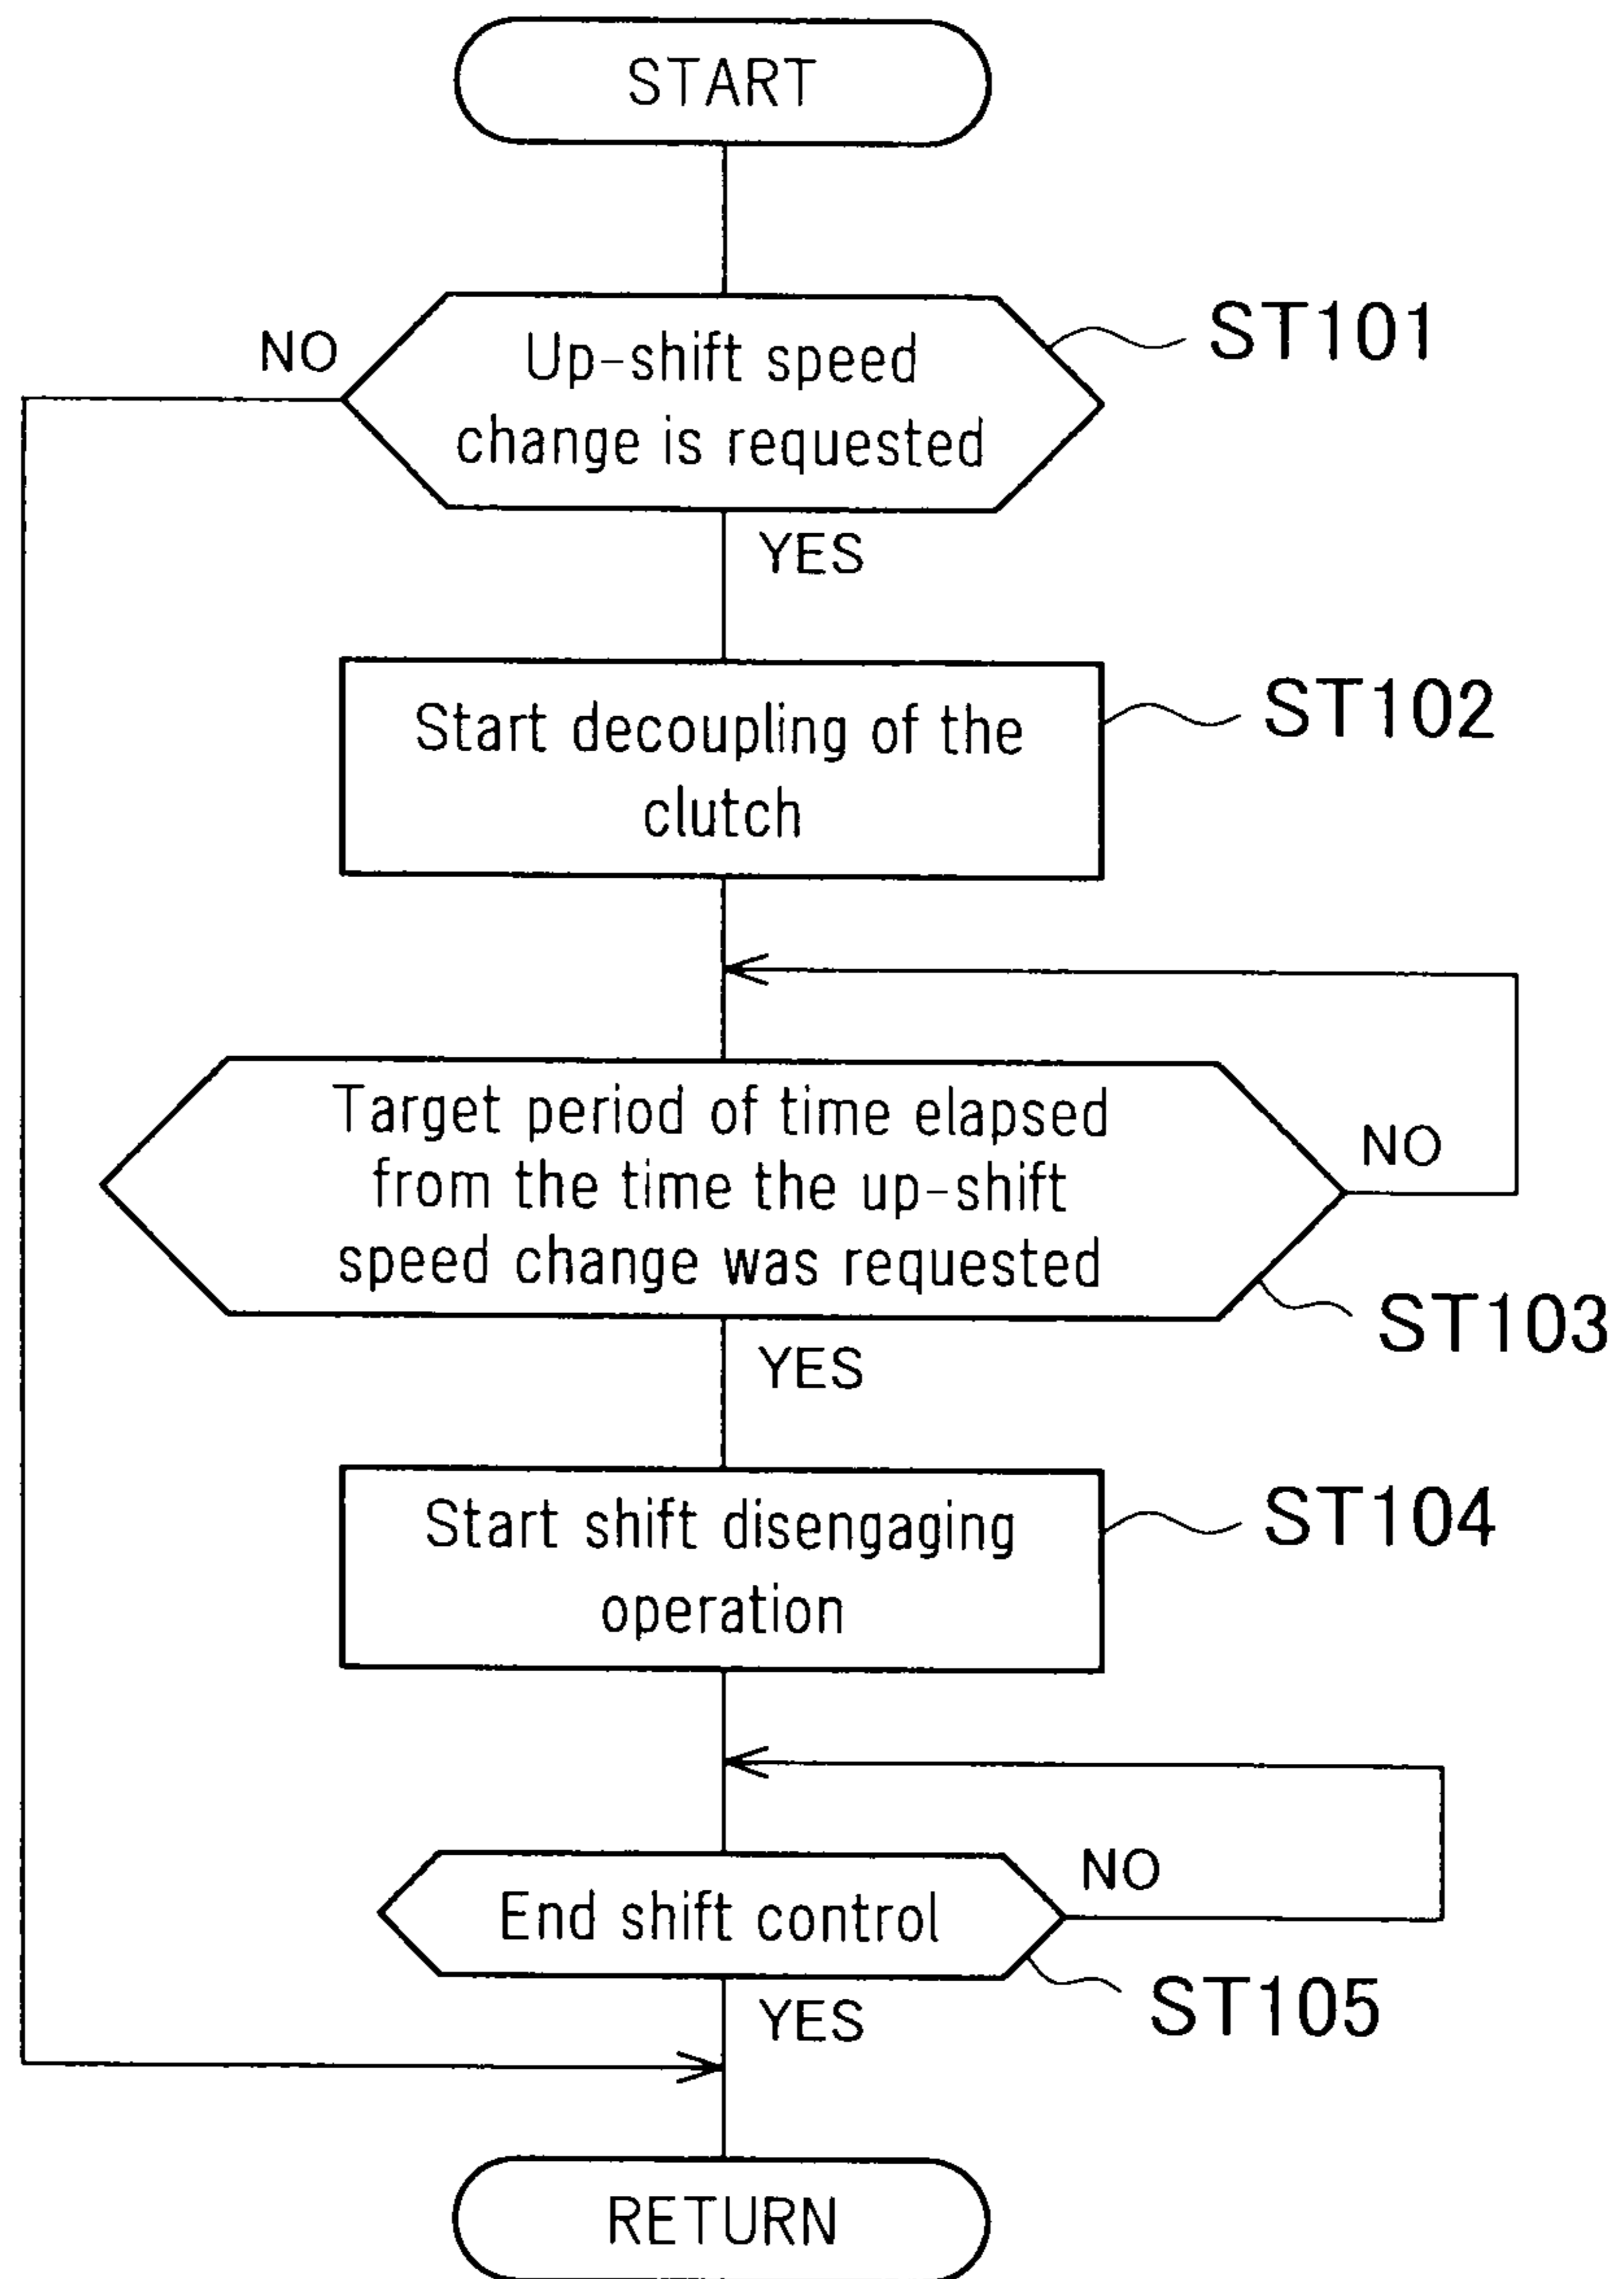 START
NO
Up-shift speed
change is requested
ST101
YES
Start decoupling of the
clutch
ST102
Target period of time elapsed
from the time the up-shift
speed change was requested
NO
ST103
YES
Start shift disengaging
operation
ST104
End shift control
NO
ST105
YES
RETURN